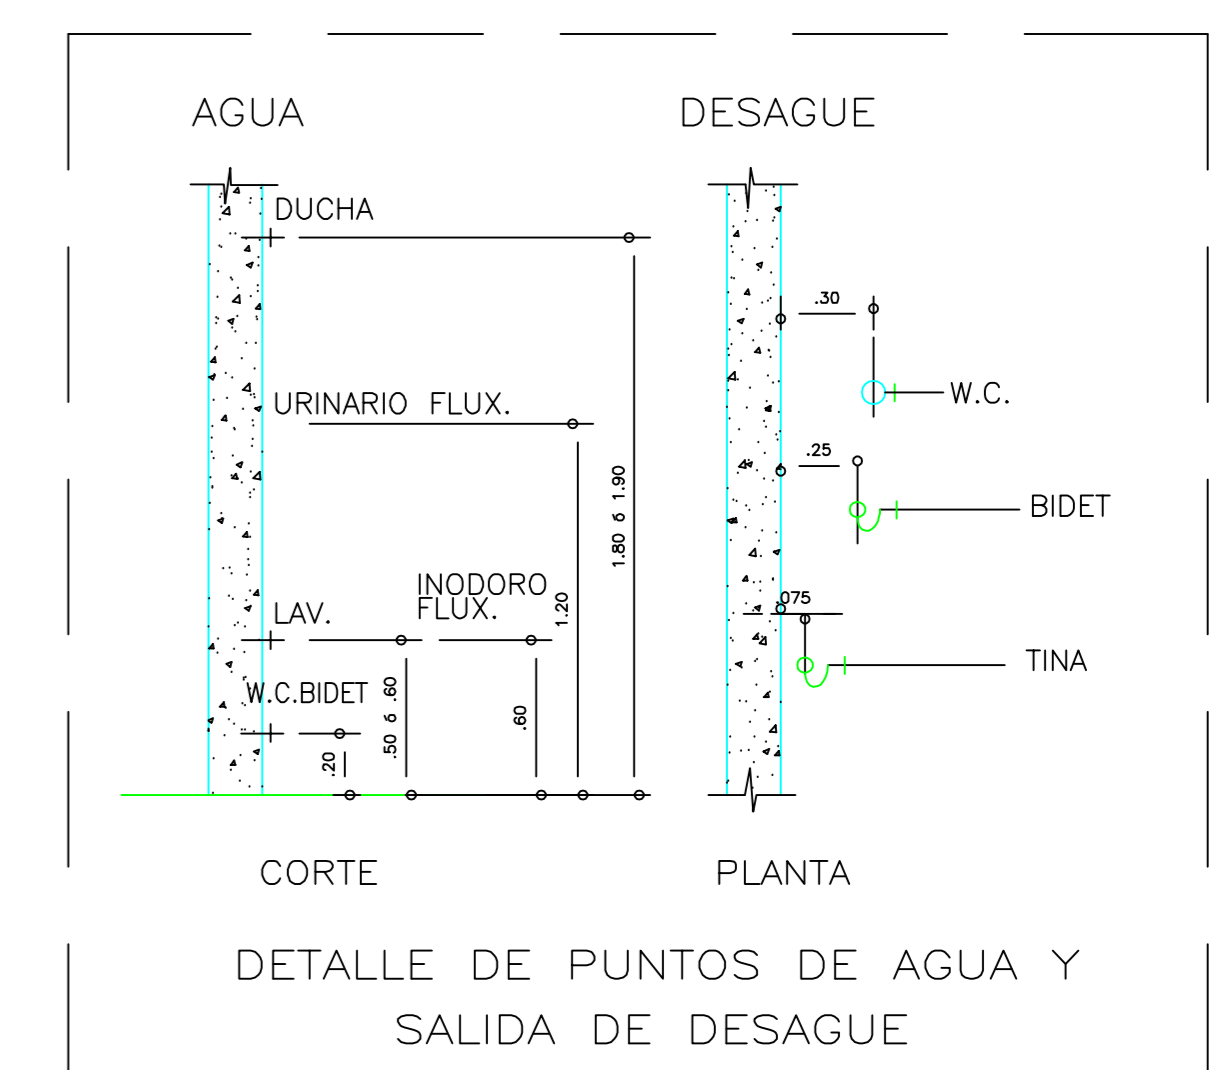 AGUA
DESAGUE
DUCHA
.30
W.C.
URINARIO FLUX.
.25
1.80 ó 1.90
BIDET
INODORO
FLUX.
LAV.
1.20
.075
TINA
W.C.BIDET
.50 ó .60
.60
.20
CORTE
PLANTA
DETALLE DE PUNTOS DE AGUA Y
SALIDA DE DESAGUE